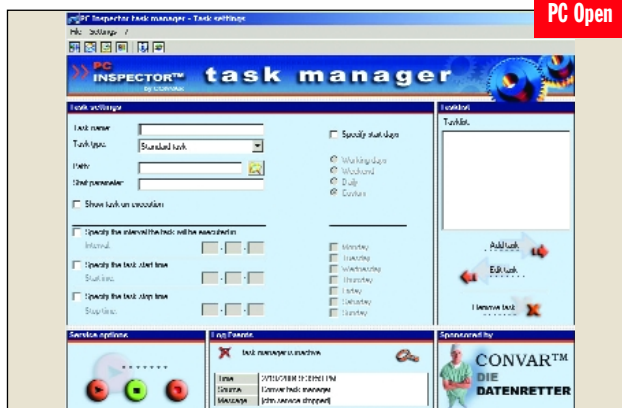 PC Open
PC Inspector task manager - Task settings
File Settings ?
PC
INSPECTOR™
by CONVAR
task manager
Task settings
Tasklist
Task name:
Tasklist:
Specify start days
Task type:
Standard task
Path:
Working days
Weekend
Start parameter:
Daily
Custom
Show task on execution
Specify the interval the task will be executed in
Interval:
Monday
Tuesday
Specify the task start time
Wednesday
Start time:
Thursday
Friday
Specify the task stop time
Saturday
Stop time:
Sunday
Add task
Edit task
Remove task
Service options
Log Events
Sponsored by
task manager is inactive
Time
Source
Convar task manager
Message
service stopped
CONVAR™
DIE
DATENRETTER